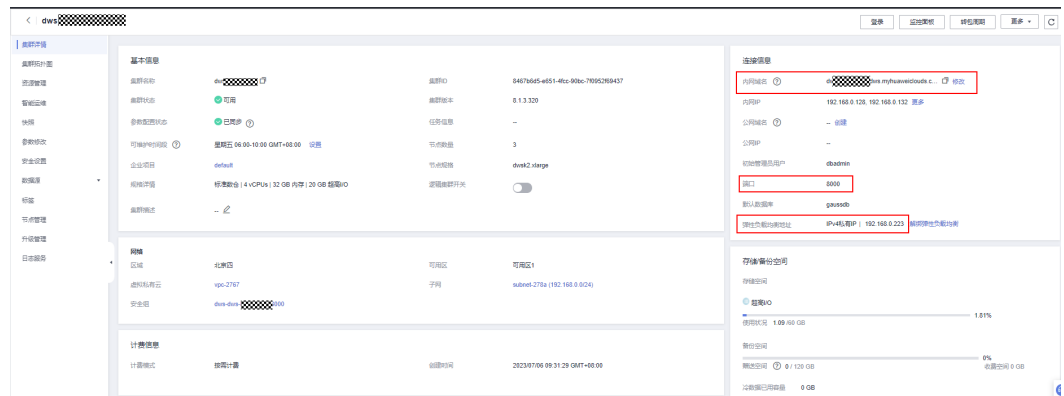 dws
登录 监控面板 转包周期 更多
集群详情
集群拓扑图
资源管理
智能运维
快照
参数修改
安全设置
数据源
标签
节点管理
升级管理
日志服务
基本信息
集群名称 dws
集群ID 8467b6d5-e651-4fcc-90bc-7f0952f69437
集群状态 可用
集群版本 8.1.3.320
参数配置状态 已同步
任务信息 --
可维护时间段 星期五 06:00-10:00 GMT+08:00 设置
节点数量 3
企业项目 default
节点规格 dwsk2.xlarge
规格详情 标准数仓 | 4 vCPUs | 32 GB 内存 | 20 GB 超高I/O
逻辑集群开关
集群描述 --
网络
区域 北京四
可用区 可用区1
虚拟私有云 vpc-2767
子网 subnet-278a (192.168.0.0/24)
安全组 dws-dws- 8000
计费信息
计费模式 按需计费
创建时间 2023/07/06 09:31:29 GMT+08:00
连接信息
内网域名 dws.myhuaweiclouds.c... 修改
内网IP 192.168.0.128, 192.168.0.132 更多
公网域名 -- 创建
公网IP --
初始管理员用户 dbadmin
端口 8000
默认数据库 gaussdb
弹性负载均衡地址 IPv4私有IP | 192.168.0.223 解绑弹性负载均衡
存储/备份空间
存储空间
超高I/O
1.81%
使用状况 1.09 /60 GB
备份空间
0%
赠送空间 0 / 120 GB 收费空间 0 GB
冷数据已用容量 0 GB